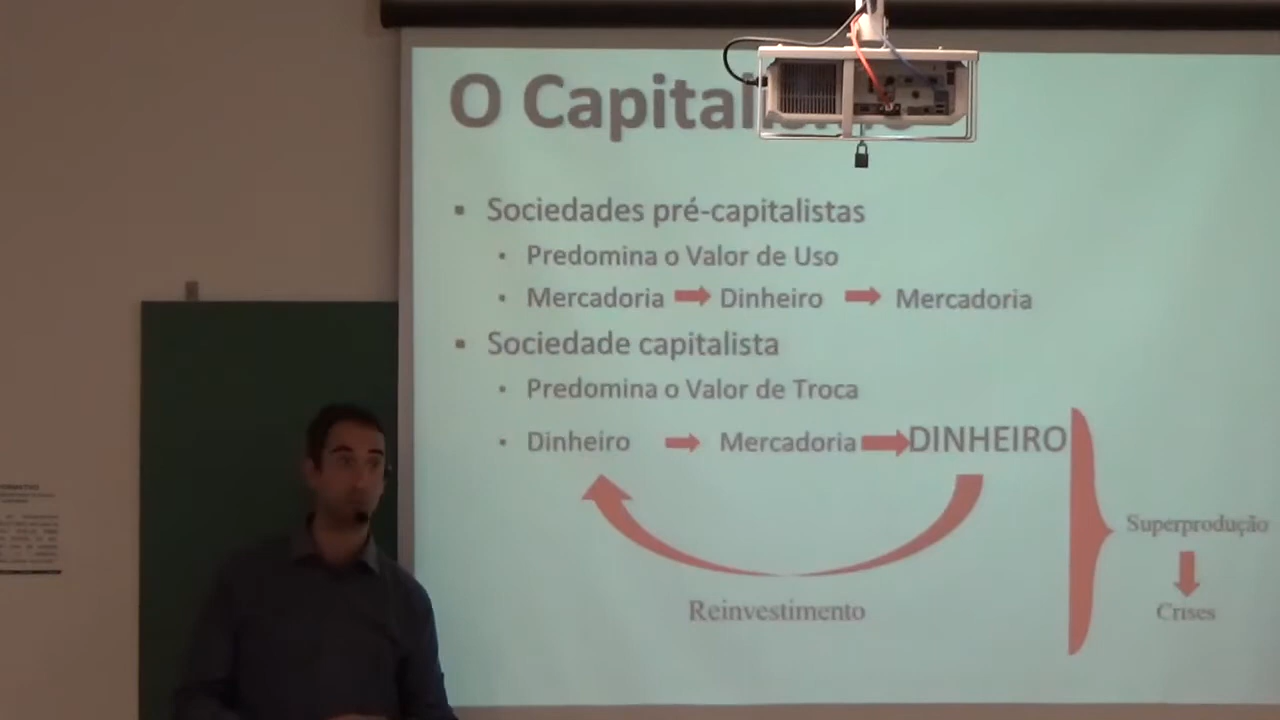 O Capital
Sociedades pré-capitalistas
Predomina o Valor de Uso
Mercadoria Dinheiro Mercadoria
Sociedade capitalista
Predomina o Valor de Troca
Dinheiro Mercadoria DINHEIRO
Superprodução
Reinvestimento
Crises